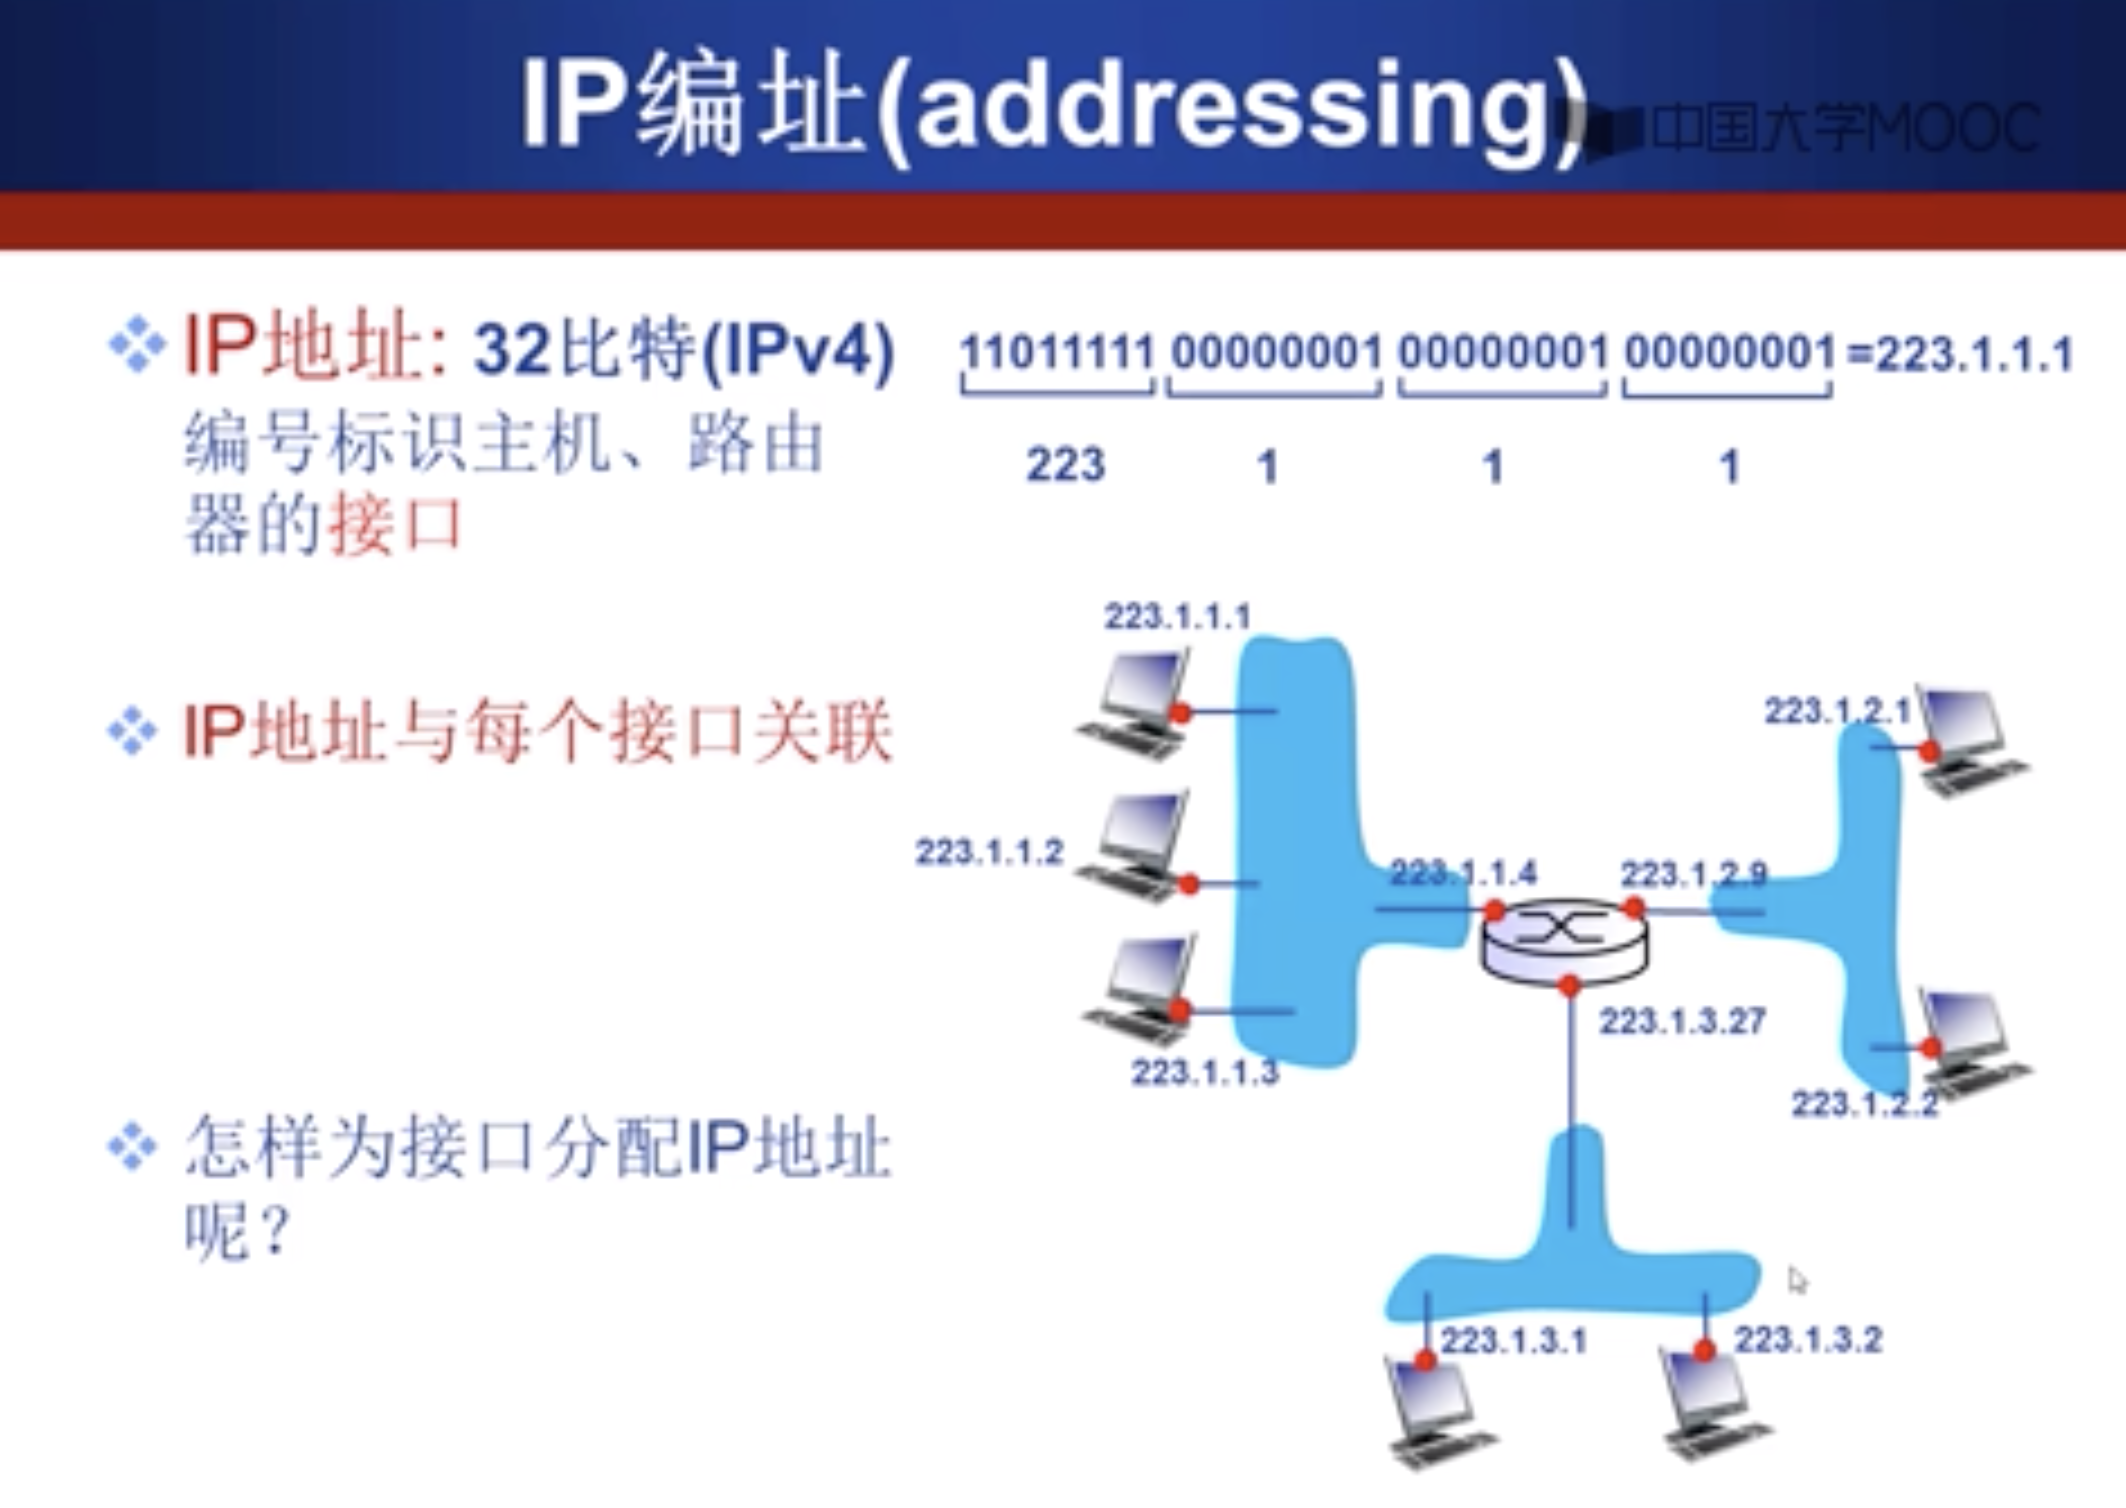 IP编址(addressing)
中国大学MOOC
IP地址: 32比特(IPv4)
编号标识主机、路由
器的接口
IP地址与每个接口关联
怎样为接口分配IP地址
呢?
11011111 00000001 00000001 00000001 =223.1.1.1
223 1 1 1
223.1.1.1
223.1.2.1
223.1.1.2
223.1.1.4
223.1.2.9
223.1.3.27
223.1.1.3
223.1.2.2
223.1.3.1
223.1.3.2